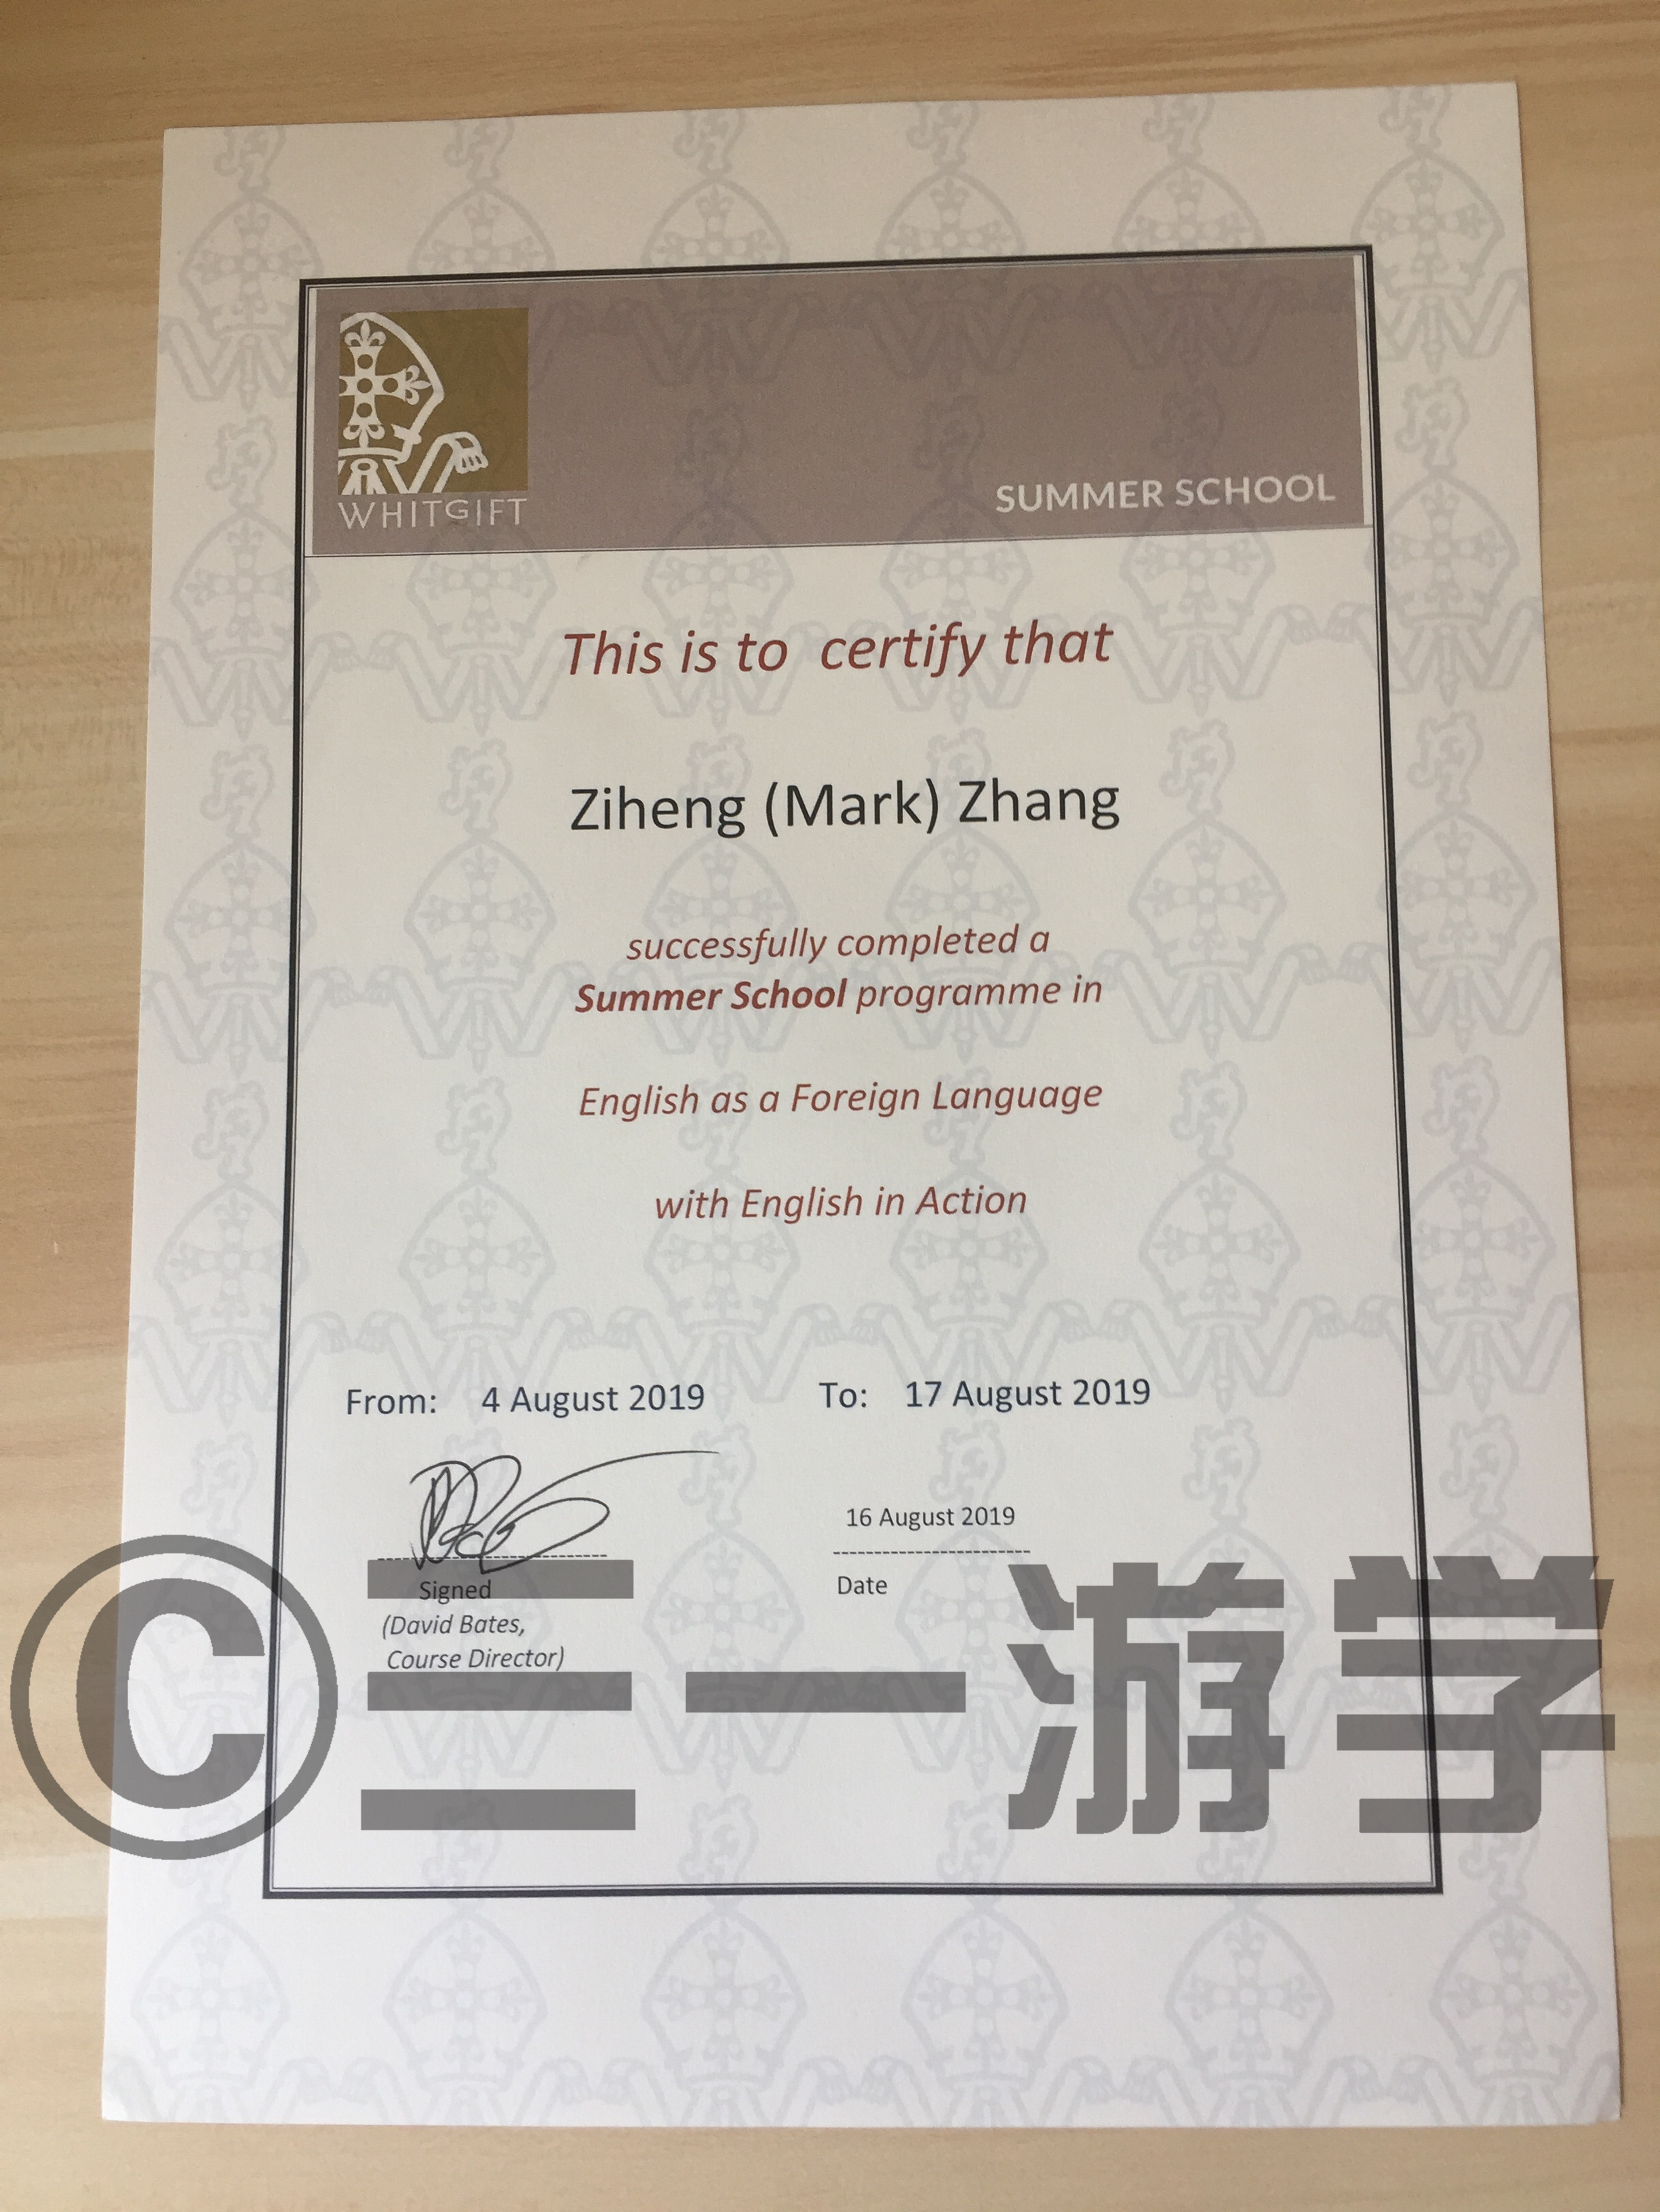 WHITGIFT
SUMMER SCHOOL
This is to certify that
Ziheng (Mark) Zhang
successfully completed a
Summer School programme in
English as a Foreign Language
with English in Action
From: 4 August 2019 To: 17 August 2019
16 August 2019
Signed
Date
(David Bates,
Course Director)
©三一游学